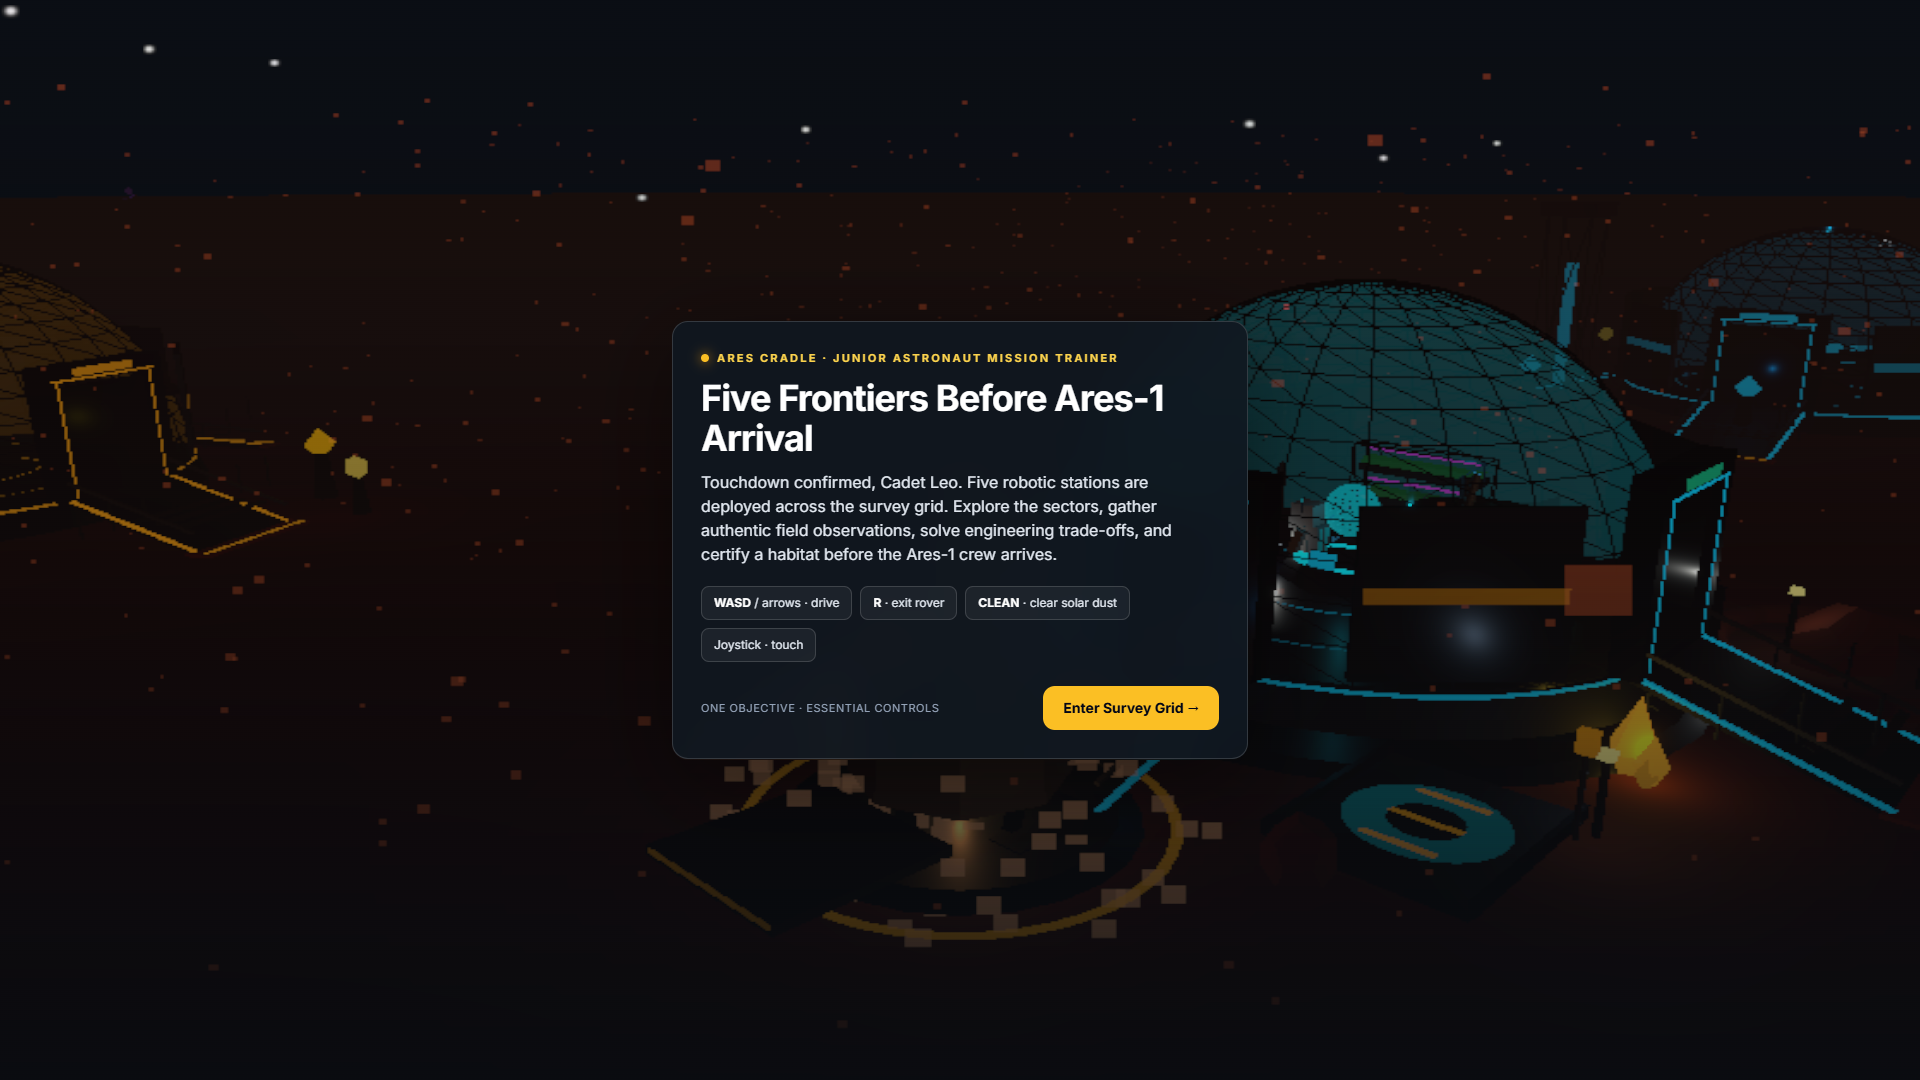 ARES CRADLE · JUNIOR ASTRONAUT MISSION TRAINER
Five Frontiers Before Ares-1
Arrival
Touchdown confirmed, Cadet Leo. Five robotic stations are
deployed across the survey grid. Explore the sectors, gather
authentic field observations, solve engineering trade-offs, and
certify a habitat before the Ares-1 crew arrives.
WASD / arrows · drive
R · exit rover
CLEAN · clear solar dust
Joystick · touch
ONE OBJECTIVE · ESSENTIAL CONTROLS
Enter Survey Grid →